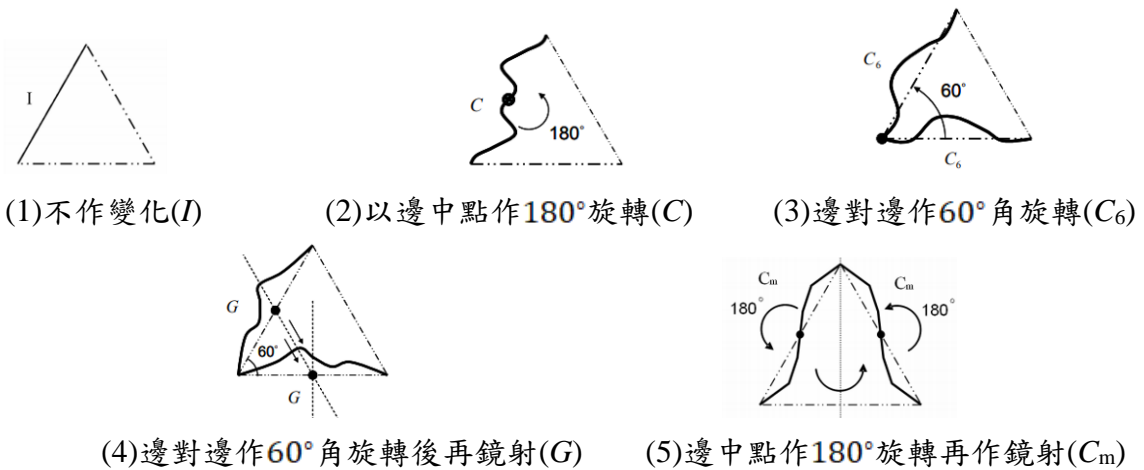 I
C
180°
C₆
60°
C₆
(1)不作變化(I)
(2)以邊中點作180°旋轉(C)
(3)邊對邊作60°角旋轉(C₆)
G
60°
G
Cₘ
Cₘ
180°
180°
(4)邊對邊作60°角旋轉後再鏡射(G)
(5)邊中點作180°旋轉再作鏡射(Cₘ)